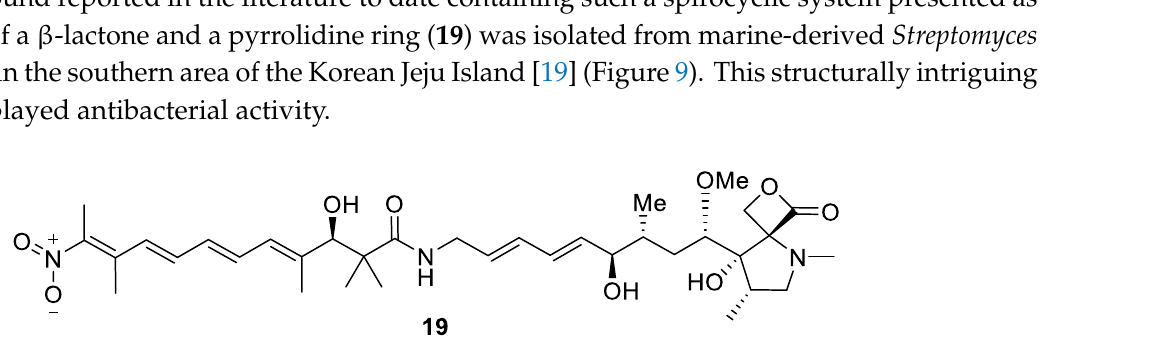 reported in the literature to date containing such a spirocyclic system presented as
f a β-lactone and a pyrrolidine ring (19) was isolated from marine-derived Streptomyces
n the southern area of the Korean Jeju Island [19] (Figure 9). This structurally intriguing
layed antibacterial activity.
OMe
O
Me
OH
O
O
O
+
N
N
H
N
HO
O
−
OH
19